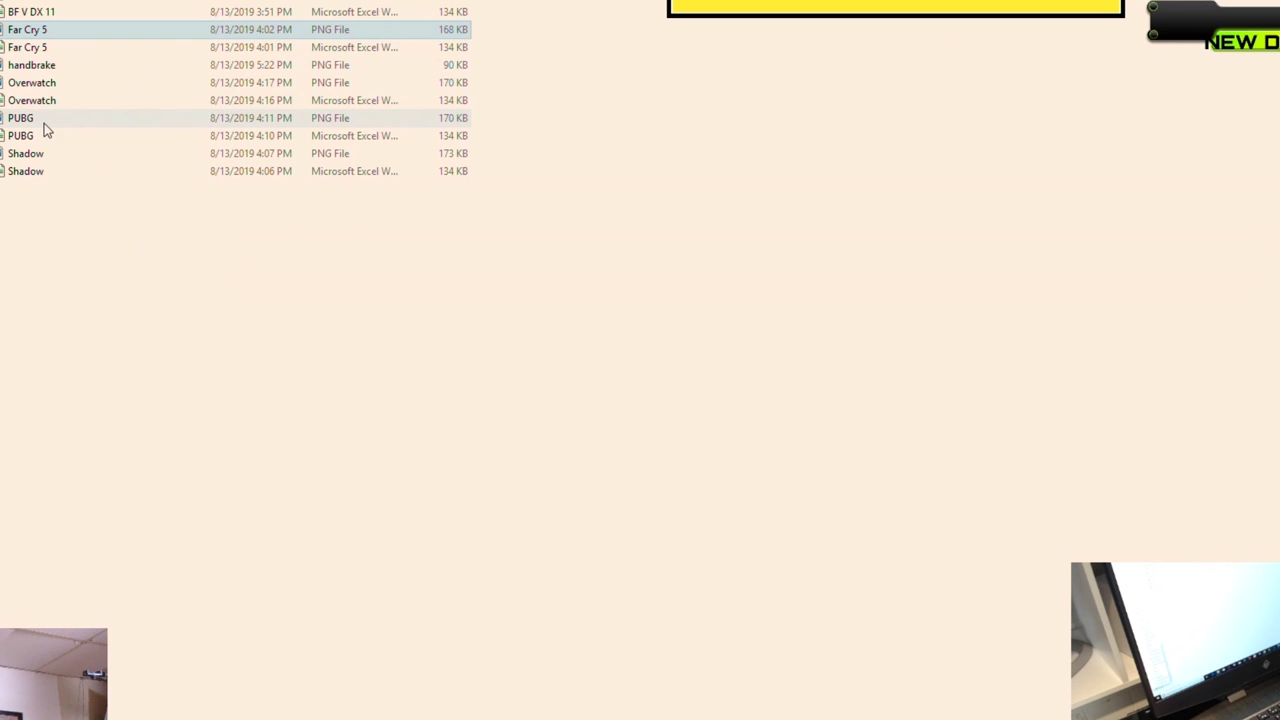 BF V DX 11 8/13/2019 3:51 PM Microsoft Excel W... 134 KB
Far Cry 5 8/13/2019 4:02 PM PNG File 168 KB
Far Cry 5 8/13/2019 4:01 PM Microsoft Excel W... 134 KB
handbrake 8/13/2019 5:22 PM PNG File 90 KB
Overwatch 8/13/2019 4:17 PM PNG File 170 KB
Overwatch 8/13/2019 4:16 PM Microsoft Excel W... 134 KB
PUBG 8/13/2019 4:11 PM PNG File 170 KB
PUBG 8/13/2019 4:10 PM Microsoft Excel W... 134 KB
Shadow 8/13/2019 4:07 PM PNG File 173 KB
Shadow 8/13/2019 4:06 PM Microsoft Excel W... 134 KB
NEW D